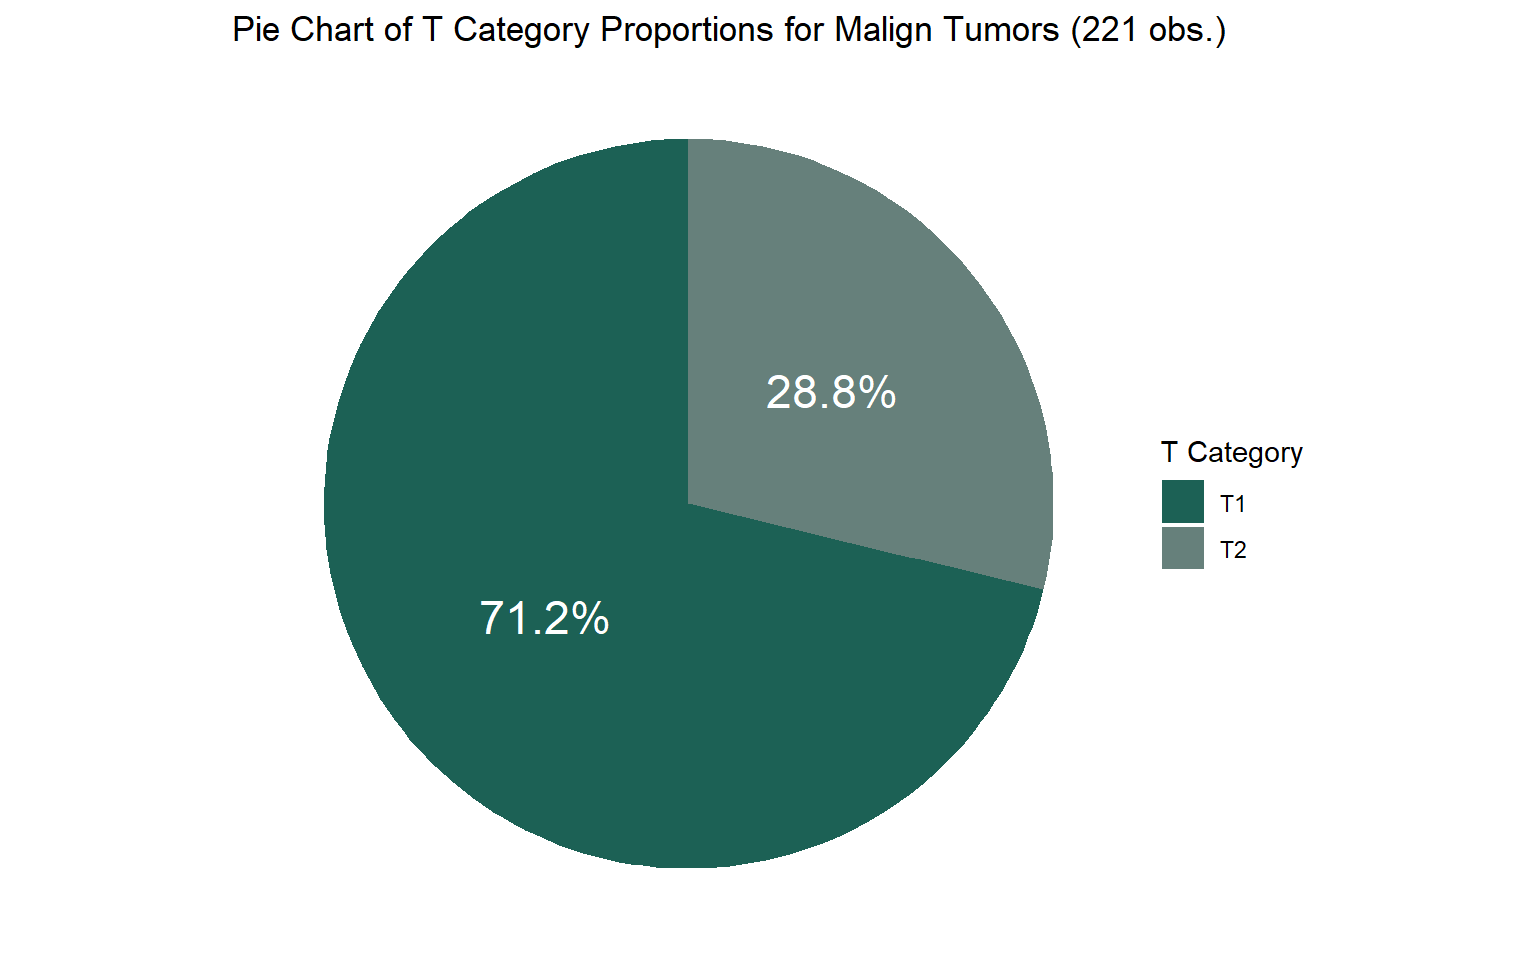 Pie Chart of T Category Proportions for Malign Tumors (221 obs.)
28.8%
71.2%
T Category
T1
T2